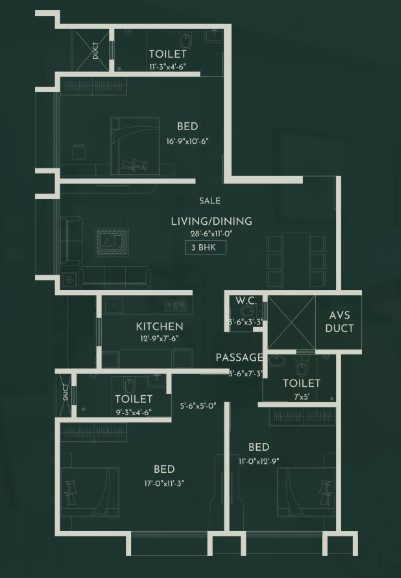 DUCT
TOILET
11'-3"x4'-6"
BED
16'-9"x10'-6"
SALE
LIVING/DINING
28'-6"x11'-0"
3 BHK
W.C.
3'-6"x3'-3"
AVS
DUCT
KITCHEN
12'-9"x7'-6"
PASSAGE
3'-6"x7'-3"
TOILET
7'x5'
DUCT
TOILET
9'-3"x4'-6"
5'-6"x5'-0"
BED
11'-0"x12'-9"
BED
17'-0"x11'-3"